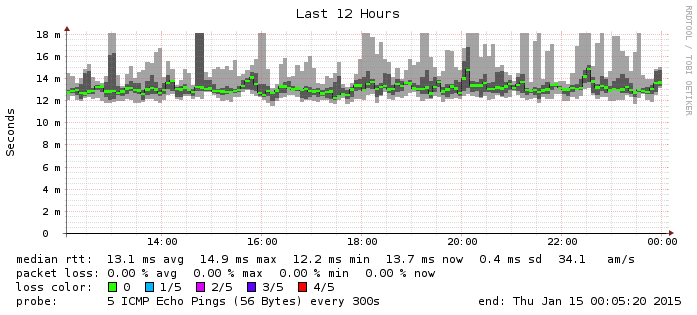 Last 12 Hours
RRDTOOL / TOBI OETIKER
Seconds
18 m
16 m
14 m
12 m
10 m
8 m
6 m
4 m
2 m
0
14:00 16:00 18:00 20:00 22:00 00:00
median rtt: 13.1 ms avg 14.9 ms max 12.2 ms min 13.7 ms now 0.4 ms sd 34.1 am/s
packet loss: 0.00 % avg 0.00 % max 0.00 % min 0.00 % now
loss color: 0 1/5 2/5 3/5 4/5
probe: 5 ICMP Echo Pings (56 Bytes) every 300s end: Thu Jan 15 00:05:20 2015